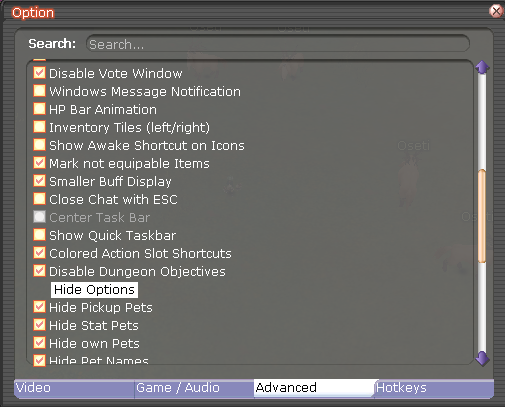 Option
Search: Search...
Disable Vote Window
Windows Message Notification
HP Bar Animation
Inventory Tiles (left/right)
Show Awake Shortcut on Icons
Mark not equipable Items
Smaller Buff Display
Close Chat with ESC
Center Task Bar
Show Quick Taskbar
Colored Action Slot Shortcuts
Disable Dungeon Objectives
Hide Options
Hide Pickup Pets
Hide Stat Pets
Hide own Pets
Hide Pet Names
Video Game / Audio Advanced Hotkeys